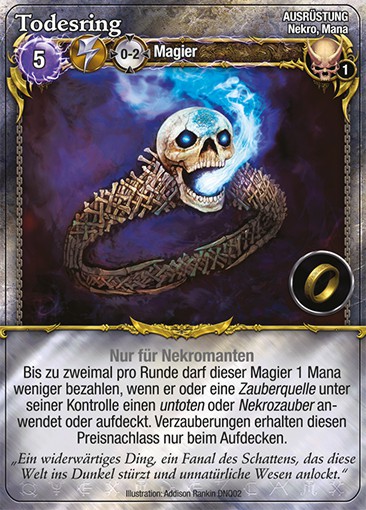 Todesring
AUSRÜSTUNG
Nekro, Mana
5
0-2
Magier
1
Nur für Nekromanten
Bis zu zweimal pro Runde darf dieser Magier 1 Mana
weniger bezahlen, wenn er oder eine Zauberquelle unter
seiner Kontrolle einen untoten oder Nekrozauber an-
wendet oder aufdeckt. Verzauberungen erhalten diesen
Preisnachlass nur beim Aufdecken.
„Ein widerwärtiges Ding, ein Fanal des Schattens, das diese
Welt ins Dunkel stürzt und unnatürliche Wesen anlockt.“
Illustration: Addison Rankin DNQ02